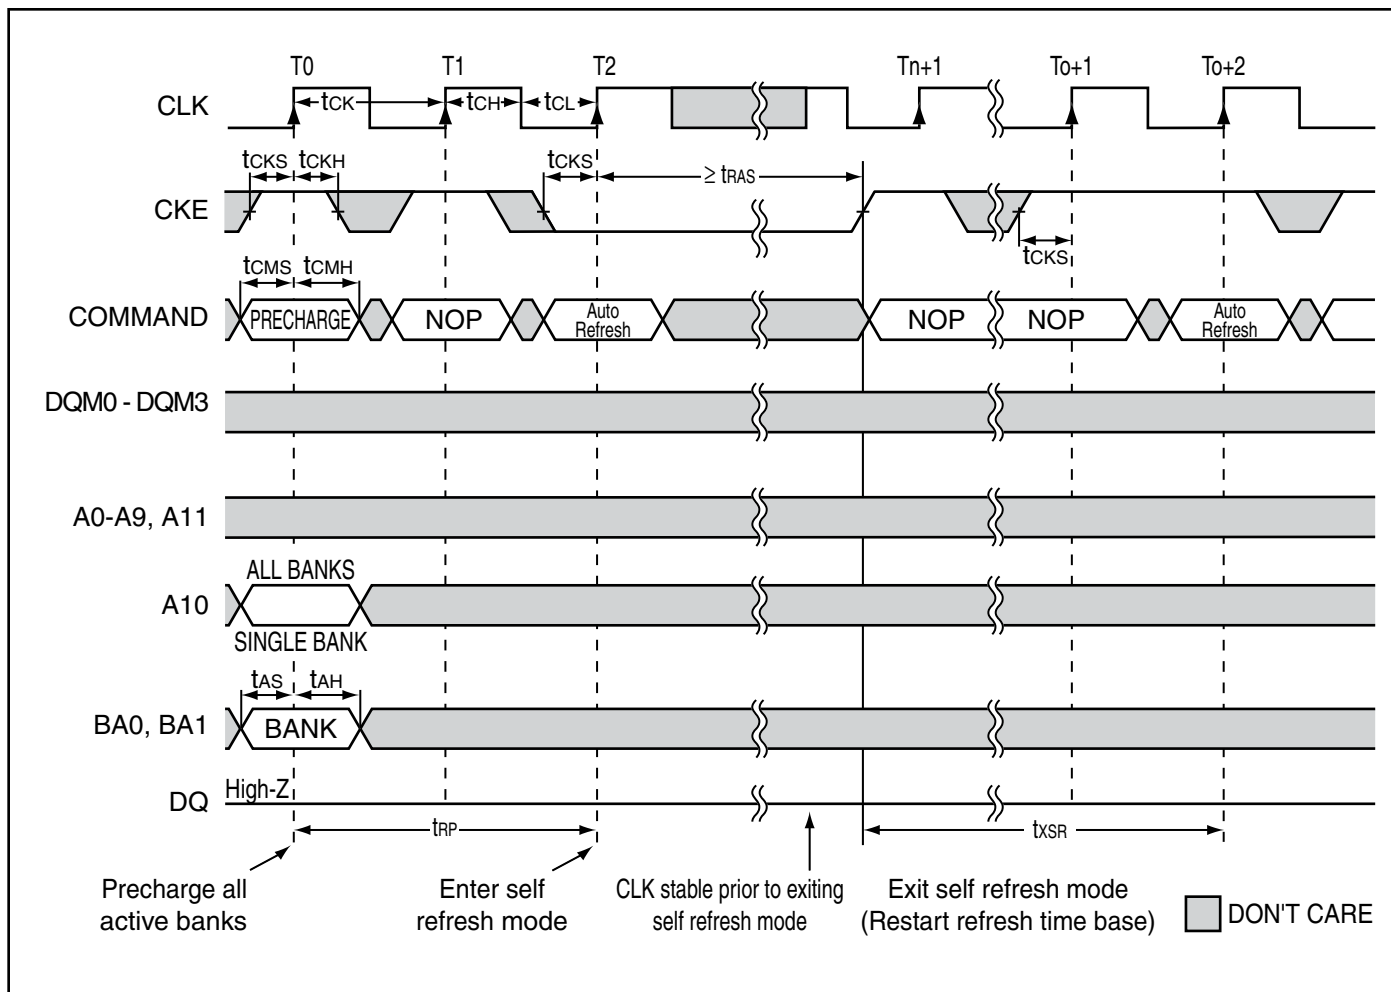 T0 T1 T2 Tn+1 To+1 To+2
CLK tCK tCH tCL
tCKS tCKH tCKS ≥ tRAS
CKE
tCKS
tCMS tCMH
COMMAND PRECHARGE NOP Auto Refresh NOP NOP Auto Refresh
DQM0 - DQM3
A0-A9, A11
ALL BANKS
A10
SINGLE BANK
tAS tAH
BA0, BA1 BANK
High-Z
DQ
tRP tXSR
Precharge all
active banks
Enter self
refresh mode
CLK stable prior to exiting
self refresh mode
Exit self refresh mode
(Restart refresh time base)
DON'T CARE